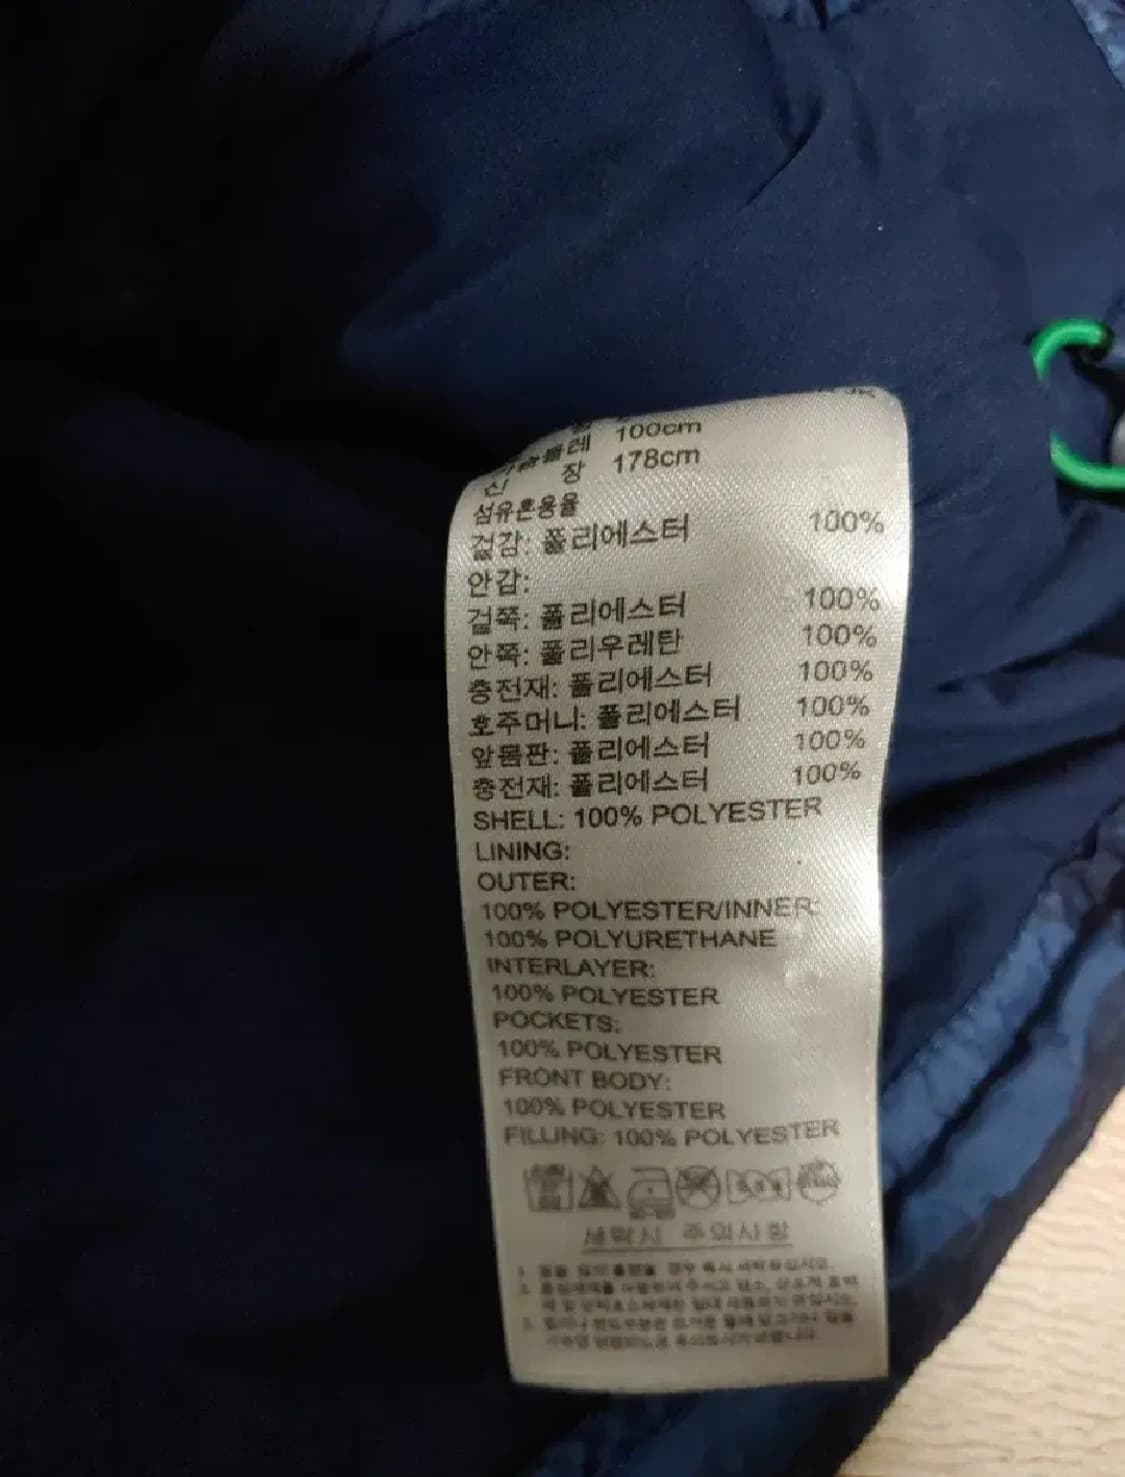 가슴둘레 100cm
신 장 178cm
섬유혼용율
겉감: 폴리에스터 100%
안감:
겉쪽: 폴리에스터 100%
안쪽: 폴리우레탄 100%
충전재: 폴리에스터 100%
호주머니: 폴리에스터 100%
앞몸판: 폴리에스터 100%
충전재: 폴리에스터 100%
SHELL: 100% POLYESTER
LINING:
OUTER:
100% POLYESTER/INNER:
100% POLYURETHANE
INTERLAYER:
100% POLYESTER
POCKETS:
100% POLYESTER
FRONT BODY:
100% POLYESTER
FILLING: 100% POLYESTER
세탁시 주의사항